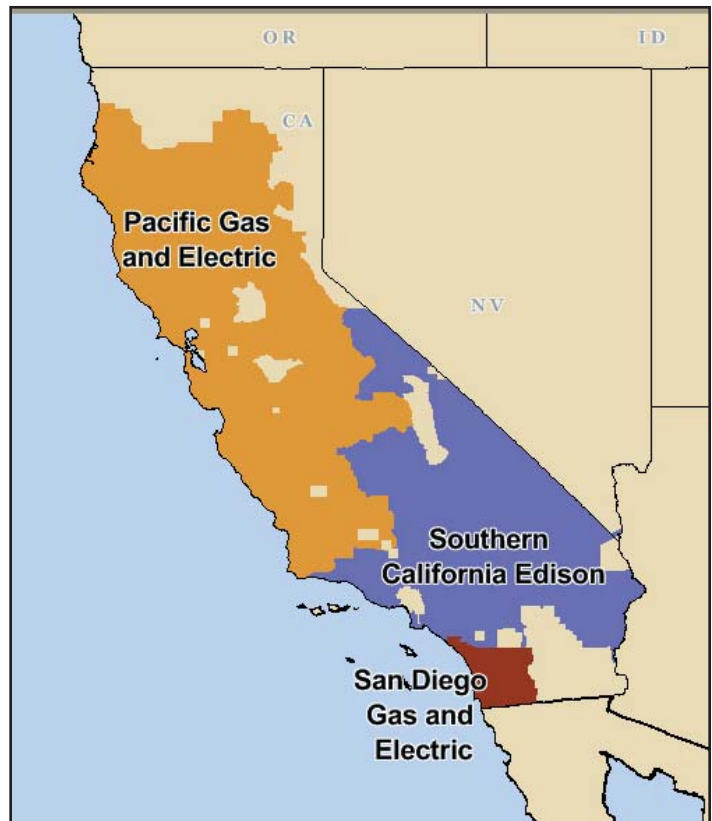 OR
ID
CA
Pacific Gas
and Electric
NV
Southern
California Edison
San Diego
Gas and
Electric